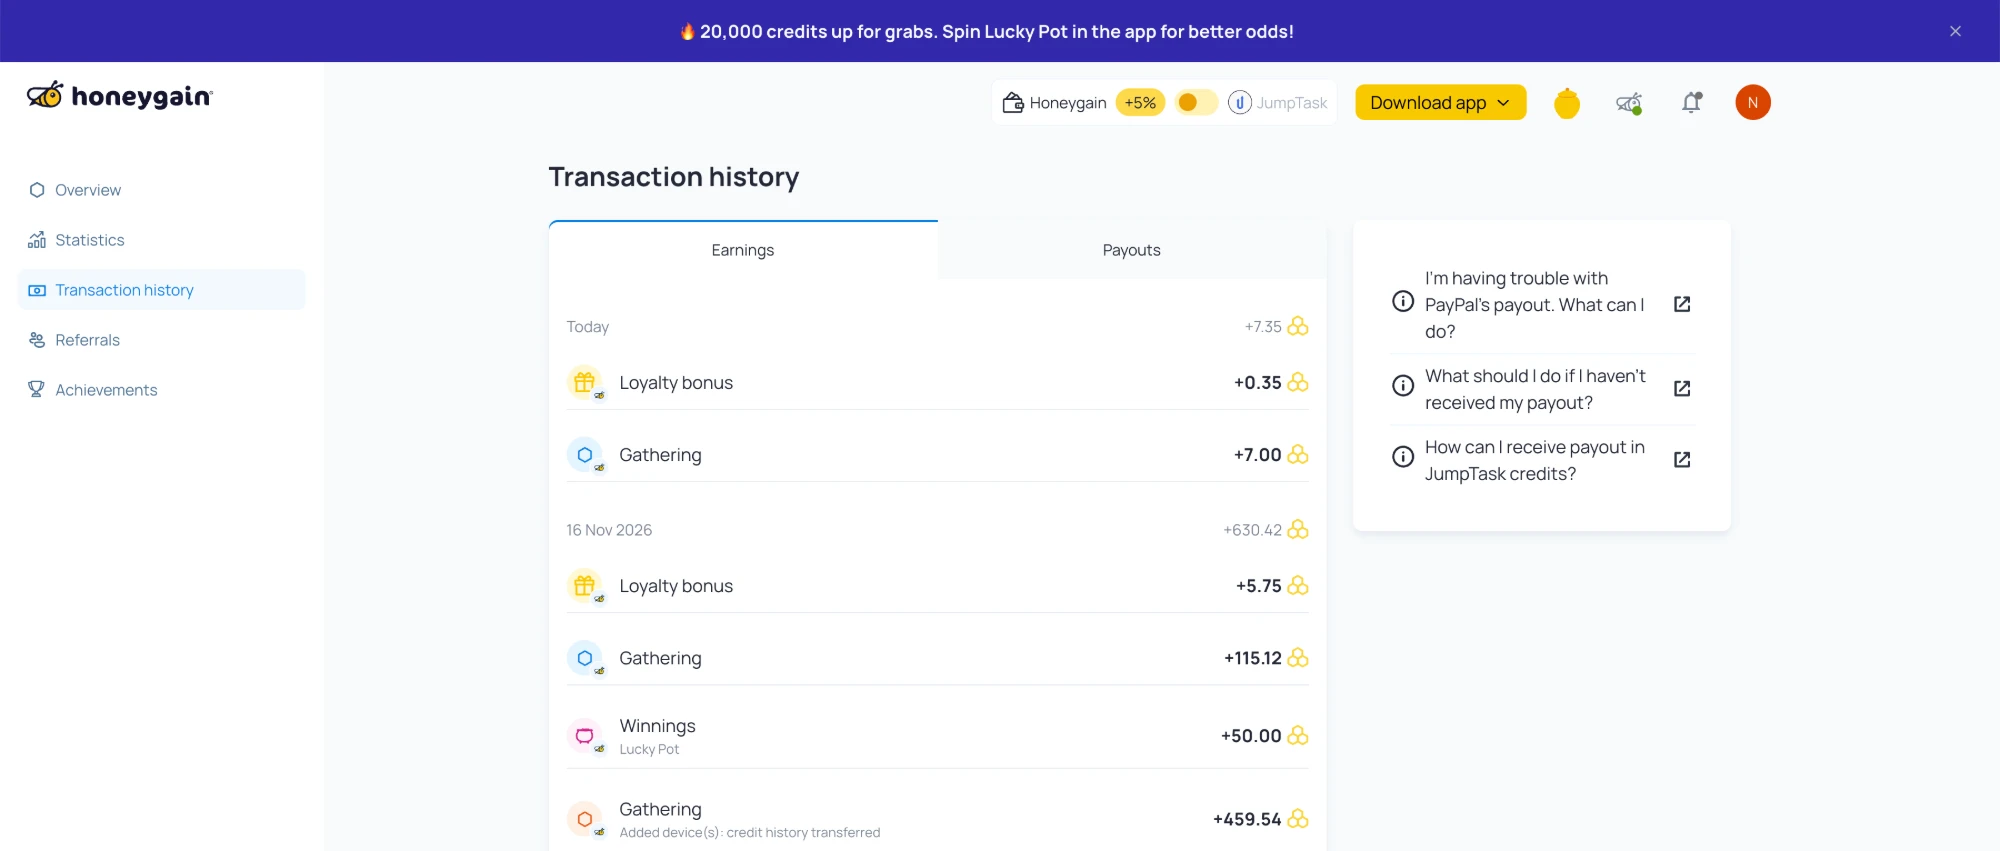 🔥 20,000 credits up for grabs. Spin Lucky Pot in the app for better odds!
honeygain
Honeygain +5% JumpTask Download app N
Overview
Statistics
Transaction history
Referrals
Achievements
Transaction history
Earnings Payouts
Today +7.35
Loyalty bonus +0.35
Gathering +7.00
16 Nov 2026 +630.42
Loyalty bonus +5.75
Gathering +115.12
Winnings
Lucky Pot
+50.00
Gathering
Added device(s): credit history transferred
+459.54
I'm having trouble with
PayPal's payout. What can I
do?
What should I do if I haven't
received my payout?
How can I receive payout in
JumpTask credits?